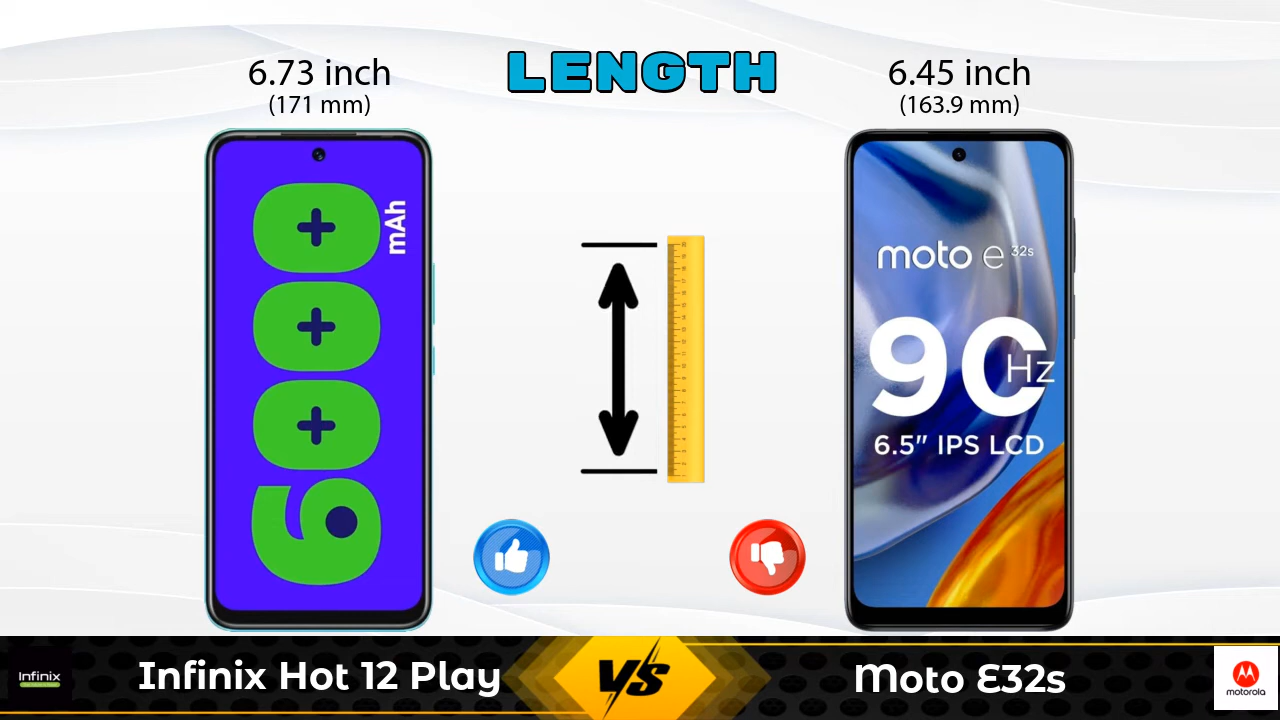 LENGTH
6.73 inch
(171 mm)
6.45 inch
(163.9 mm)
6000
mAh
moto e 32s
90Hz
6.5" IPS LCD
Infinix
Infinix Hot 12 Play
VS
Moto E32s
motorola